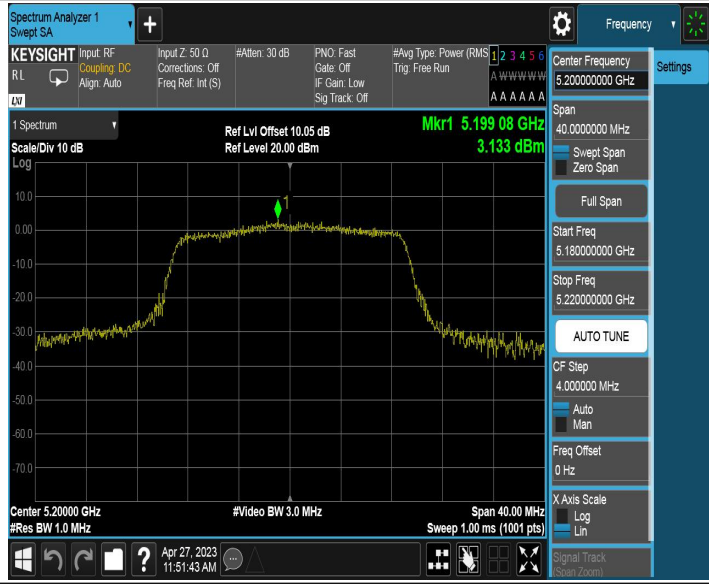 Spectrum Analyzer 1
Swept SA
Frequency
KEYSIGHT
RL
LXI
Input: RF
Coupling: DC
Align: Auto
Input Z: 50 Ω
Corrections: Off
Freq Ref: Int (S)
#Atten: 30 dB
PNO: Fast
Gate: Off
IF Gain: Low
Sig Track: Off
#Avg Type: Power (RMS
Trig: Free Run
1 2 3 4 5 6
A W W W W W
A A A A A A
1 Spectrum
Scale/Div 10 dB
Ref Lvl Offset 10.05 dB
Ref Level 20.00 dBm
Mkr1 5.199 08 GHz
3.133 dBm
Log
10.0
0.00
-10.0
-20.0
-30.0
-40.0
-50.0
-60.0
-70.0
1
Center 5.20000 GHz
#Res BW 1.0 MHz
#Video BW 3.0 MHz
Span 40.00 MHz
Sweep 1.00 ms (1001 pts)
Apr 27, 2023
11:51:43 AM
Center Frequency
5.200000000 GHz
Span
40.0000000 MHz
Swept Span
Zero Span
Full Span
Start Freq
5.180000000 GHz
Stop Freq
5.220000000 GHz
AUTO TUNE
CF Step
4.000000 MHz
Auto
Man
Freq Offset
0 Hz
X Axis Scale
Log
Lin
Signal Track
(Span Zoom)
Settings